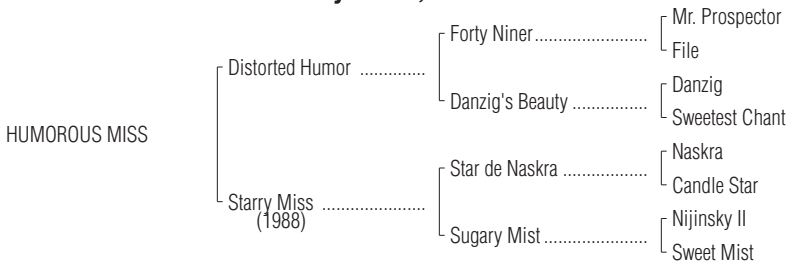 Mr. Prospector
Forty Niner
File
Distorted Humor
Danzig
Danzig's Beauty
Sweetest Chant
HUMOROUS MISS
Naskra
Star de Naskra
Candle Star
Starry Miss
(1988)
Nijinsky II
Sugary Mist
Sweet Mist